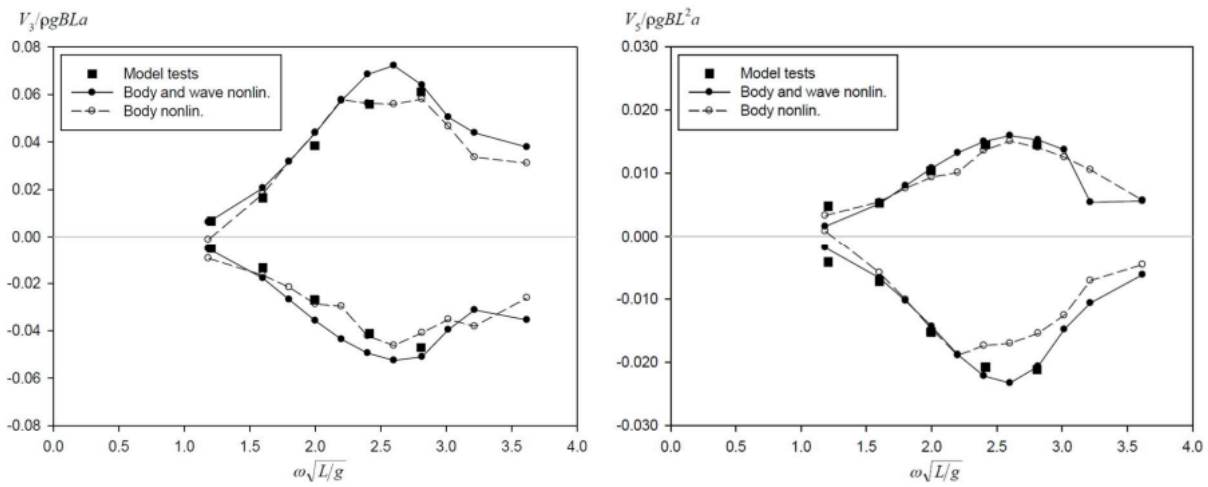 V₃/ρgBLa
0.08
0.06
0.04
0.02
0.00
-0.02
-0.04
-0.06
-0.08
Model tests
Body and wave nonlin.
Body nonlin.
0.0 0.5 1.0 1.5 2.0 2.5 3.0 3.5 4.0
ω√L/g
V₅/ρgBL²a
0.030
0.020
0.010
0.000
-0.010
-0.020
-0.030
Model tests
Body and wave nonlin.
Body nonlin.
0.0 0.5 1.0 1.5 2.0 2.5 3.0 3.5 4.0
ω√L/g